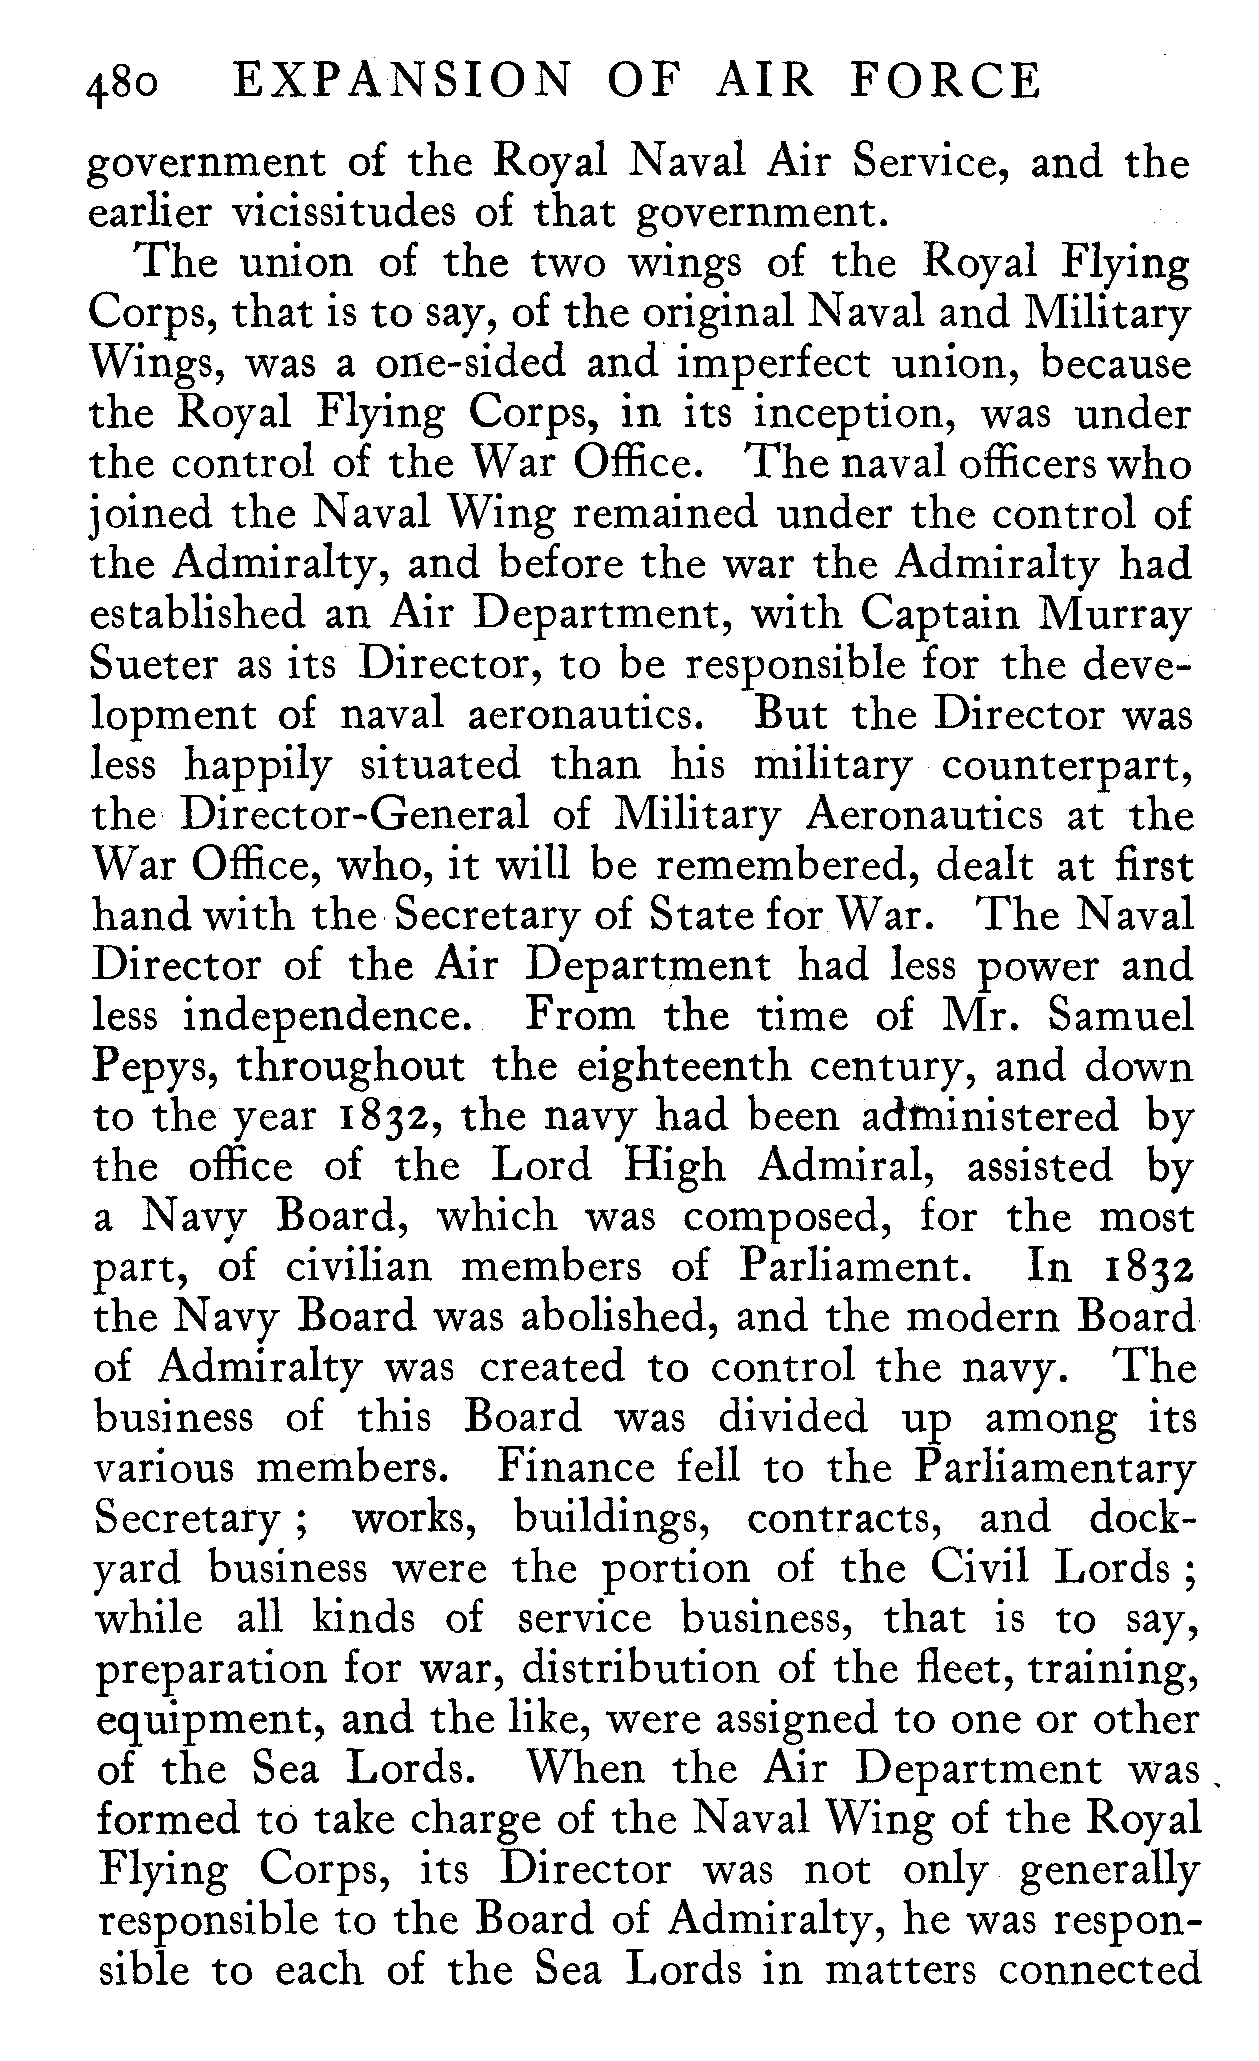 480 EXPANSION OF AIR FORCE
government of the Royal Naval Air Service, and the
earlier vicissitudes of that government.
The union of the two wings of the Royal Flying
Corps, that is to say, of the original Naval and Military
Wings, was a one-sided and imperfect union, because
the Royal Flying Corps, in its inception, was under
the control of the War Office. The naval officers who
joined the Naval Wing remained under the control of
the Admiralty, and before the war the Admiralty had
established an Air Department, with Captain Murray
Sueter as its Director, to be responsible for the deve-
lopment of naval aeronautics. But the Director was
less happily situated than his military counterpart,
the Director-General of Military Aeronautics at the
War Office, who, it will be remembered, dealt at first
hand with the Secretary of State for War. The Naval
Director of the Air Department had less power and
less independence. From the time of Mr. Samuel
Pepys, throughout the eighteenth century, and down
to the year 1832, the navy had been administered by
the office of the Lord High Admiral, assisted by
a Navy Board, which was composed, for the most
part, of civilian members of Parliament. In 1832
the Navy Board was abolished, and the modern Board
of Admiralty was created to control the navy. The
business of this Board was divided up among its
various members. Finance fell to the Parliamentary
Secretary ; works, buildings, contracts, and dock-
yard business were the portion of the Civil Lords ;
while all kinds of service business, that is to say,
preparation for war, distribution of the fleet, training,
equipment, and the like, were assigned to one or other
of the Sea Lords. When the Air Department was
formed to take charge of the Naval Wing of the Royal
Flying Corps, its Director was not only generally
responsible to the Board of Admiralty, he was respon-
sible to each of the Sea Lords in matters connected